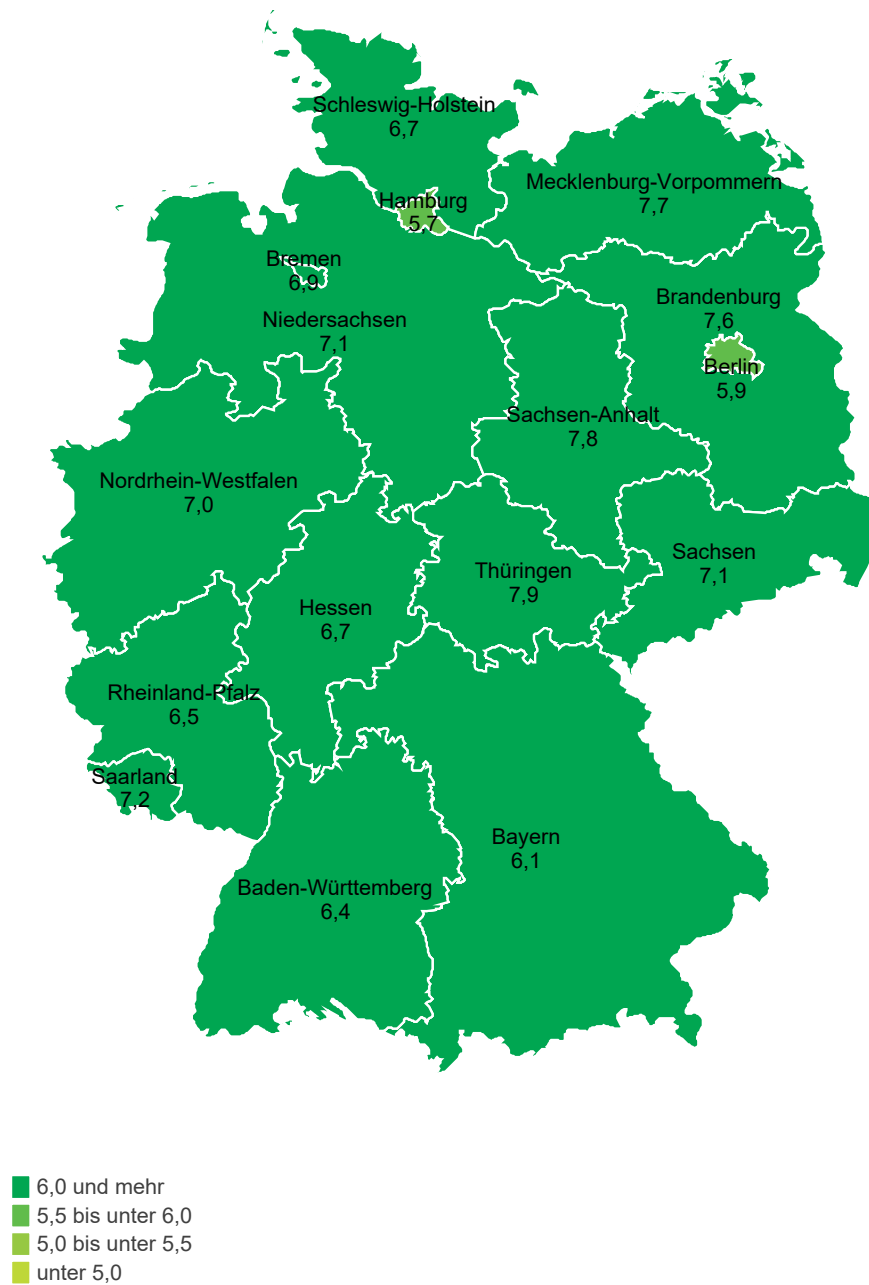 Schleswig-Holstein
6,7
Mecklenburg-Vorpommern
7,7
Hamburg
5,7
Bremen
6,9
Brandenburg
7,6
Niedersachsen
7,1
Berlin
5,9
Sachsen-Anhalt
7,8
Nordrhein-Westfalen
7,0
Sachsen
7,1
Thüringen
7,9
Hessen
6,7
Rheinland-Pfalz
6,5
Saarland
7,2
Bayern
6,1
Baden-Württemberg
6,4
6,0 und mehr
5,5 bis unter 6,0
5,0 bis unter 5,5
unter 5,0